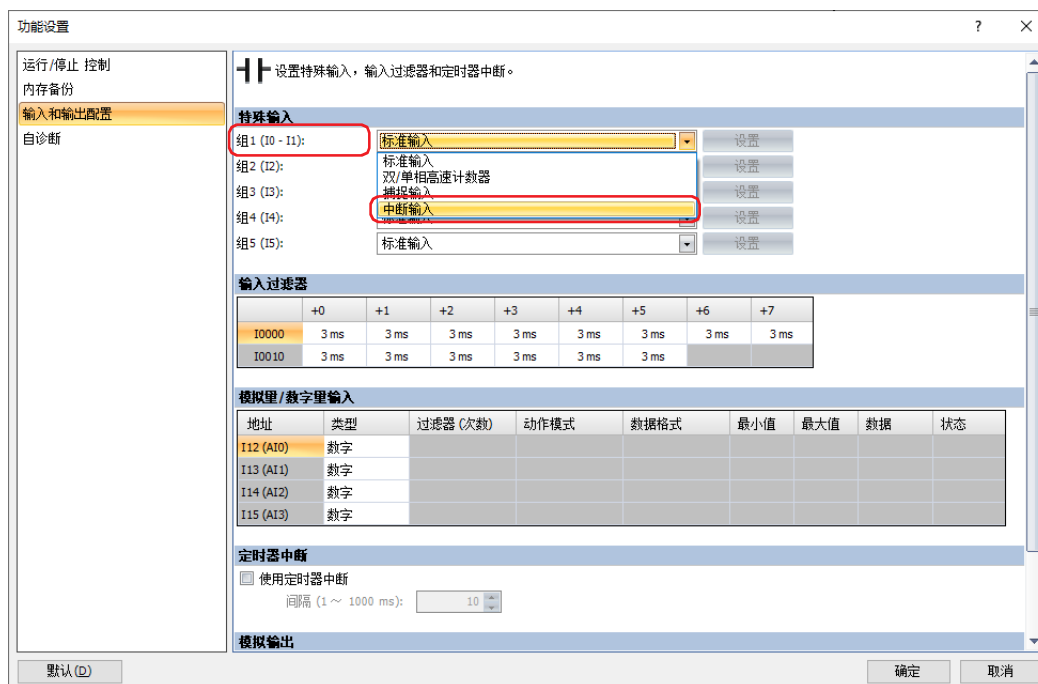 功能设置 ? ×
运行/停止 控制
内存备份
输入和输出配置
自诊断
设置特殊输入，输入过滤器和定时器中断。
特殊输入
组1 (I0 - I1): 标准输入 设置
标准输入
组2 (I2): 设置
双/单相高速计数器
组3 (I3): 捕捉输入 设置
中断输入
组4 (I4): 标准输入 设置
组5 (I5): 标准输入 设置
输入过滤器
+0 +1 +2 +3 +4 +5 +6 +7
I0000 3 ms 3 ms 3 ms 3 ms 3 ms 3 ms 3 ms 3 ms
I0010 3 ms 3 ms 3 ms 3 ms 3 ms 3 ms
模拟里/数字里输入
地址 类型 过滤器 (次数) 动作模式 数据格式 最小值 最大值 数据 状态
I12 (AI0) 数字
I13 (AI1) 数字
I14 (AI2) 数字
I15 (AI3) 数字
定时器中断
使用定时器中断
间隔 (1～ 1000 ms): 10
模拟输出
默认(D) 确定 取消